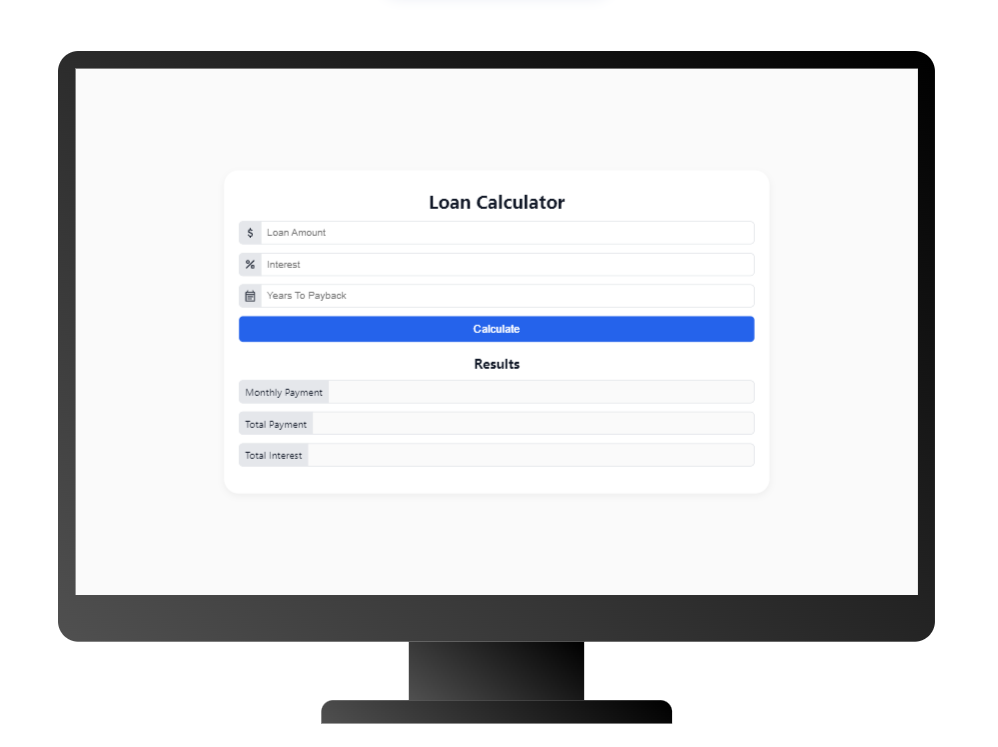 Loan Calculator
$ Loan Amount
% Interest
Years To Payback
Calculate
Results
Monthly Payment
Total Payment
Total Interest